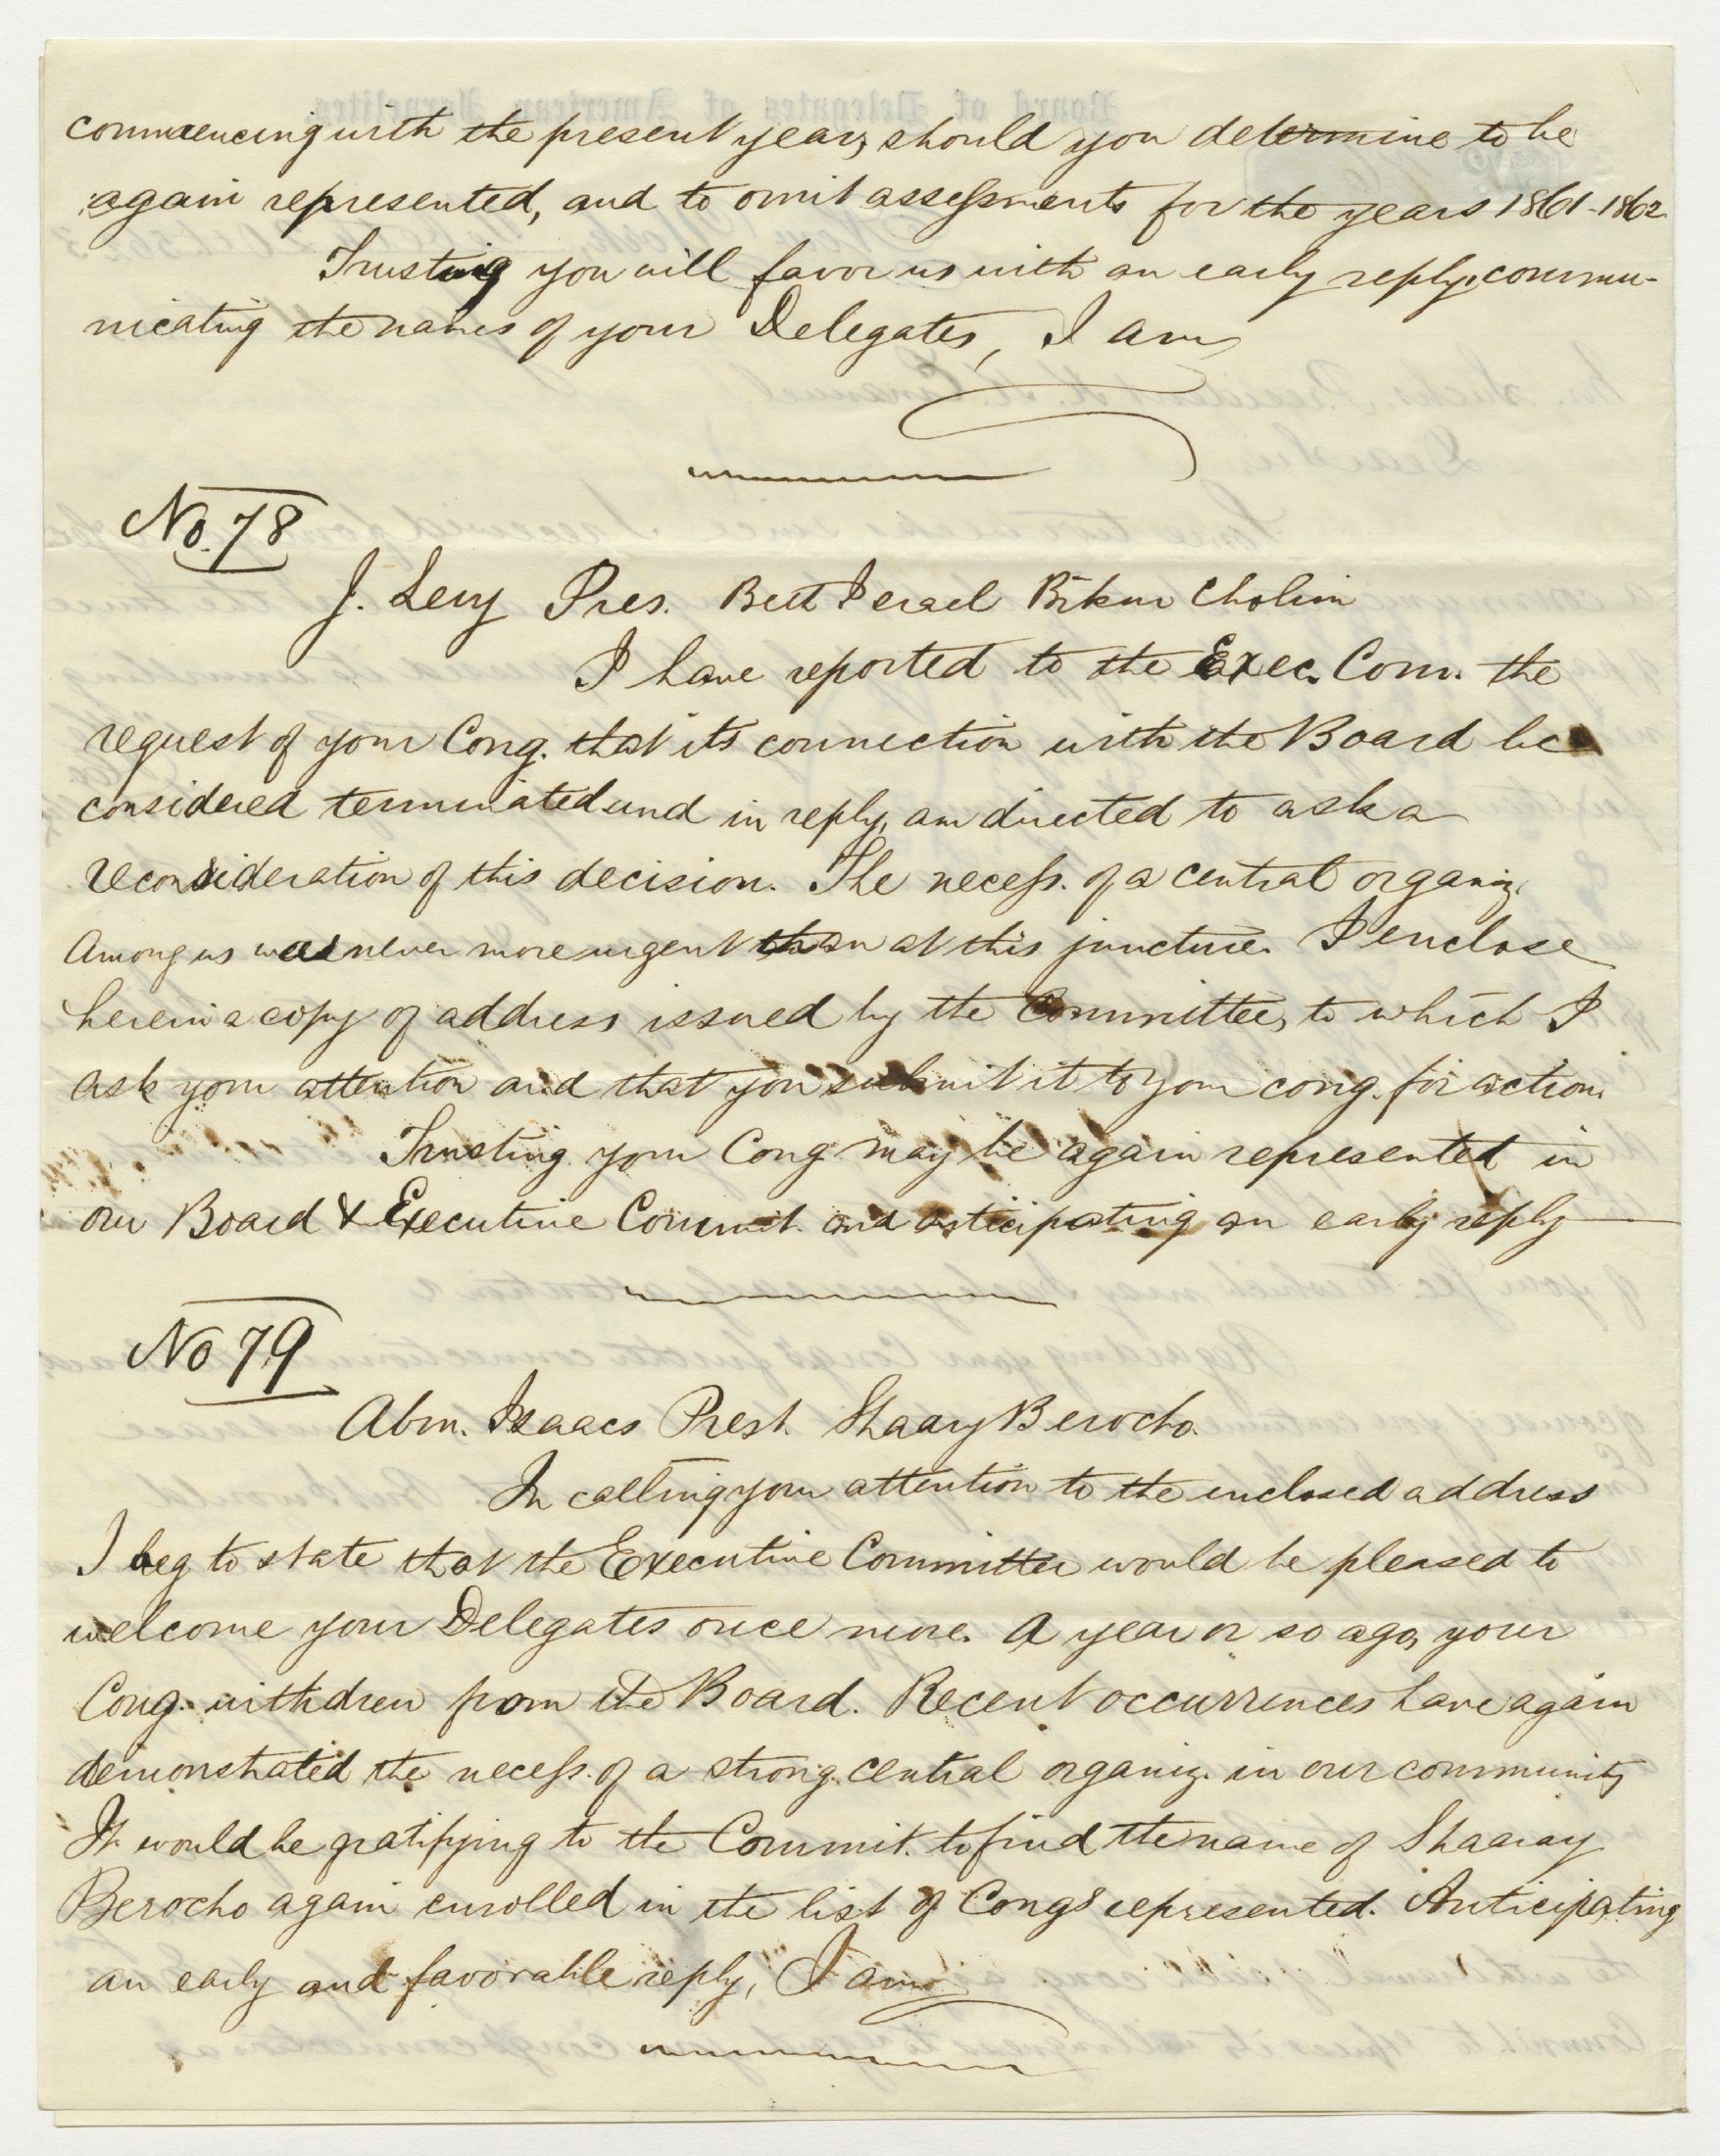 commencing with the present year, should you determine to be
again represented, and to omit assessments for the years 1861-1862.
Trusting you will favor us with an early reply, commu-
nicating the names of your Delegates, I am
No. 78
J. Levy Pres. Beth Israel Bikur Cholim
I have reported to the Exec. Com. the
request of your Cong. that its connection with the Board be
considered terminated and in reply, am directed to ask a
reconsideration of this decision. The necess. of a central organiz.
among us was never more urgent than at this juncture. I enclose
herein a copy of address issued by the Committee, to which I
ask your attention and that you submit it to your cong. for action.
Trusting your Cong may be again represented in
our Board & Executive Commit. and anticipating an early reply
No 79
Abm. Isaacs Prest. Shaary Berocho.
In calling your attention to the enclosed address
I beg to state that the Executive Committee would be pleased to
welcome your Delegates once more. A year or so ago, your
Cong. withdrew from the Board. Recent occurrences have again
demonstrated the necess. of a strong central organiz. in our community
It would be gratifying to the Commit. to find the name of Shaaray
Berocho again enrolled in the list of Congs represented. Anticipating
an early and favorable reply, I am